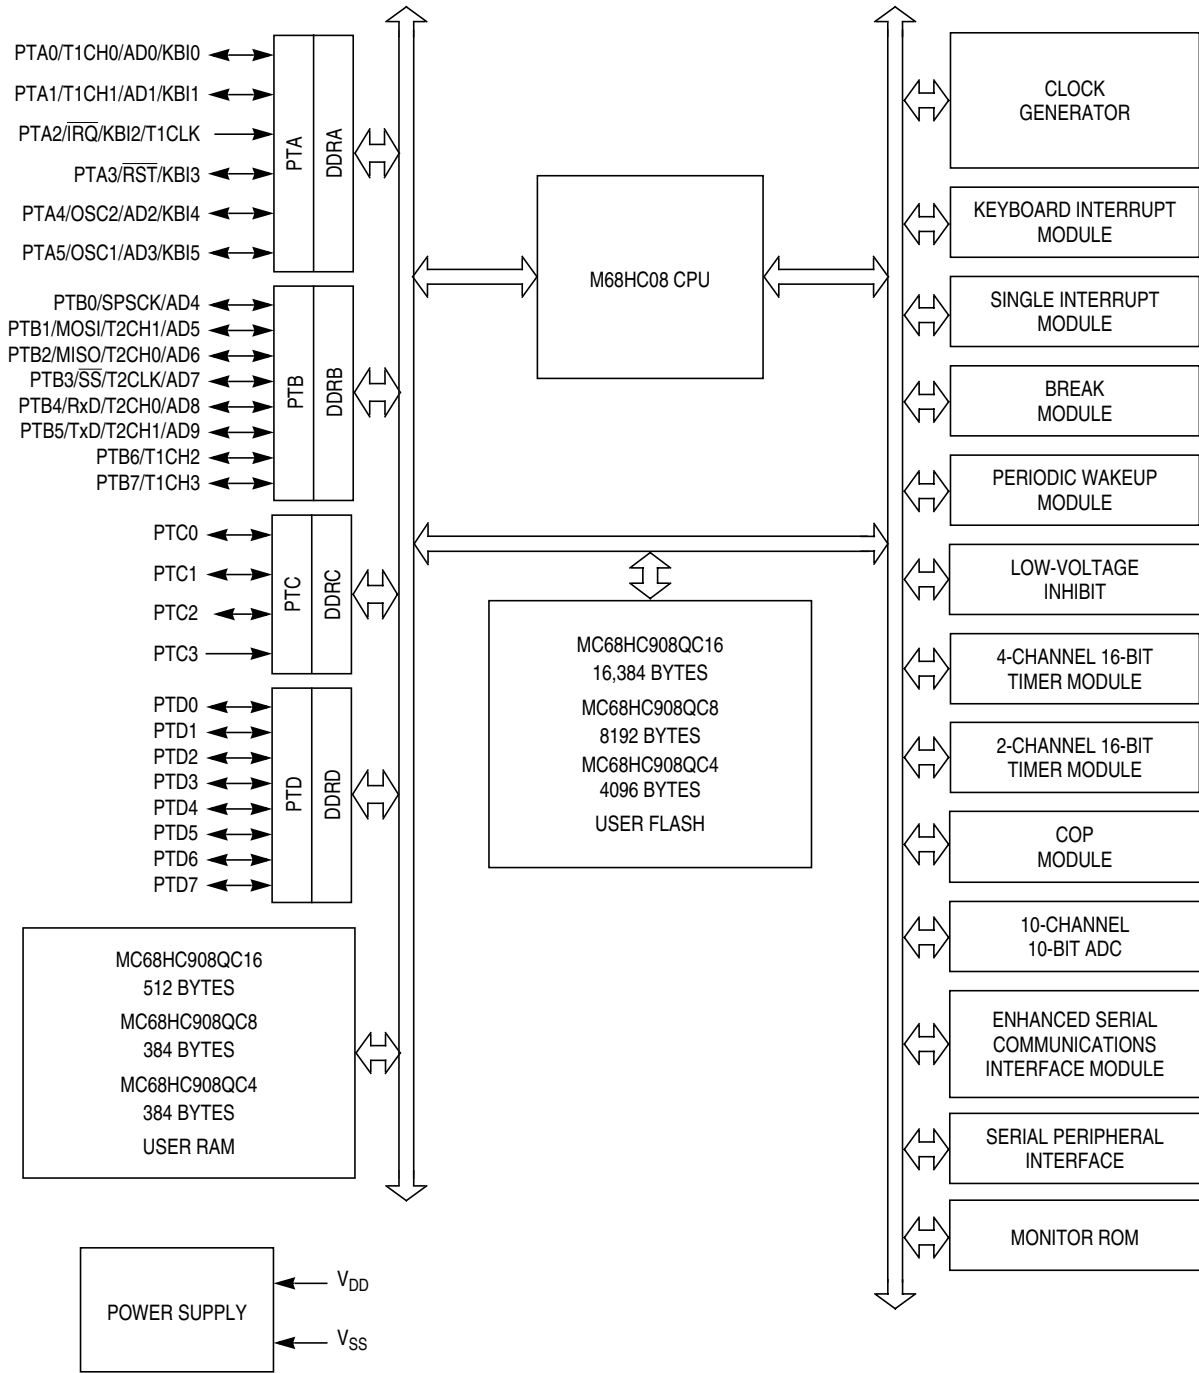 PTA0/T1CH0/AD0/KBI0
PTA1/T1CH1/AD1/KBI1
PTA2/I̅R̅Q̅/KBI2/T1CLK
PTA3/R̅S̅T̅/KBI3
PTA4/OSC2/AD2/KBI4
PTA5/OSC1/AD3/KBI5
PTA
DDRA
PTB0/SPSCK/AD4
PTB1/MOSI/T2CH1/AD5
PTB2/MISO/T2CH0/AD6
PTB3/S̅S̅/T2CLK/AD7
PTB4/RxD/T2CH0/AD8
PTB5/TxD/T2CH1/AD9
PTB6/T1CH2
PTB7/T1CH3
PTB
DDRB
PTC0
PTC1
PTC2
PTC3
PTC
DDRC
PTD0
PTD1
PTD2
PTD3
PTD4
PTD5
PTD6
PTD7
PTD
DDRD
MC68HC908QC16
512 BYTES
MC68HC908QC8
384 BYTES
MC68HC908QC4
384 BYTES
USER RAM
POWER SUPPLY
VDD
VSS
M68HC08 CPU
MC68HC908QC16
16,384 BYTES
MC68HC908QC8
8192 BYTES
MC68HC908QC4
4096 BYTES
USER FLASH
CLOCK
GENERATOR
KEYBOARD INTERRUPT
MODULE
SINGLE INTERRUPT
MODULE
BREAK
MODULE
PERIODIC WAKEUP
MODULE
LOW-VOLTAGE
INHIBIT
4-CHANNEL 16-BIT
TIMER MODULE
2-CHANNEL 16-BIT
TIMER MODULE
COP
MODULE
10-CHANNEL
10-BIT ADC
ENHANCED SERIAL
COMMUNICATIONS
INTERFACE MODULE
SERIAL PERIPHERAL
INTERFACE
MONITOR ROM